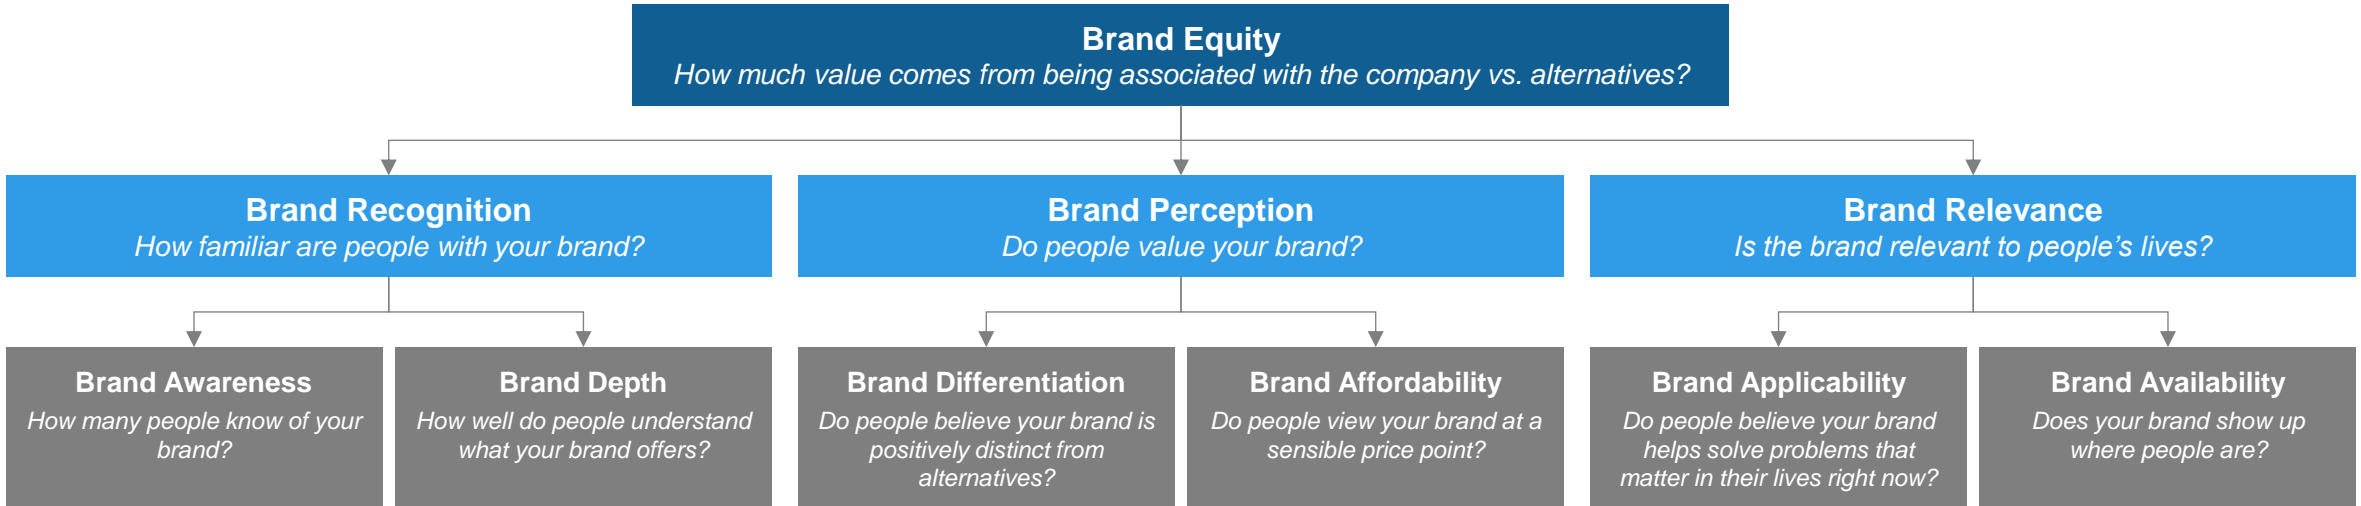 Brand Equity
How much value comes from being associated with the company vs. alternatives?
Brand Recognition
How familiar are people with your brand?
Brand Perception
Do people value your brand?
Brand Relevance
Is the brand relevant to people’s lives?
Brand Awareness
How many people know of your
brand?
Brand Depth
How well do people understand
what your brand offers?
Brand Differentiation
Do people believe your brand is
positively distinct from
alternatives?
Brand Affordability
Do people view your brand at a
sensible price point?
Brand Applicability
Do people believe your brand
helps solve problems that
matter in their lives right now?
Brand Availability
Does your brand show up
where people are?